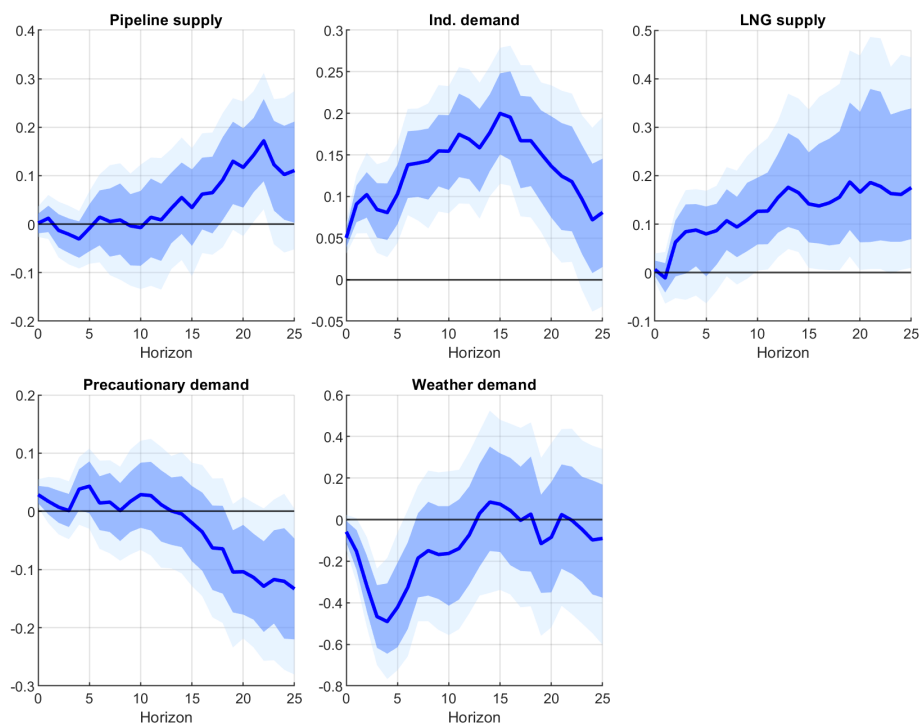 Pipeline supply
0.4
0.3
0.2
0.1
0
-0.1
-0.2
0 5 10 15 20 25
Horizon
Ind. demand
0.3
0.25
0.2
0.15
0.1
0.05
0
-0.05
0 5 10 15 20 25
Horizon
LNG supply
0.5
0.4
0.3
0.2
0.1
0
-0.1
0 5 10 15 20 25
Horizon
Precautionary demand
0.2
0.1
0
-0.1
-0.2
-0.3
0 5 10 15 20 25
Horizon
Weather demand
0.6
0.4
0.2
0
-0.2
-0.4
-0.6
-0.8
0 5 10 15 20 25
Horizon